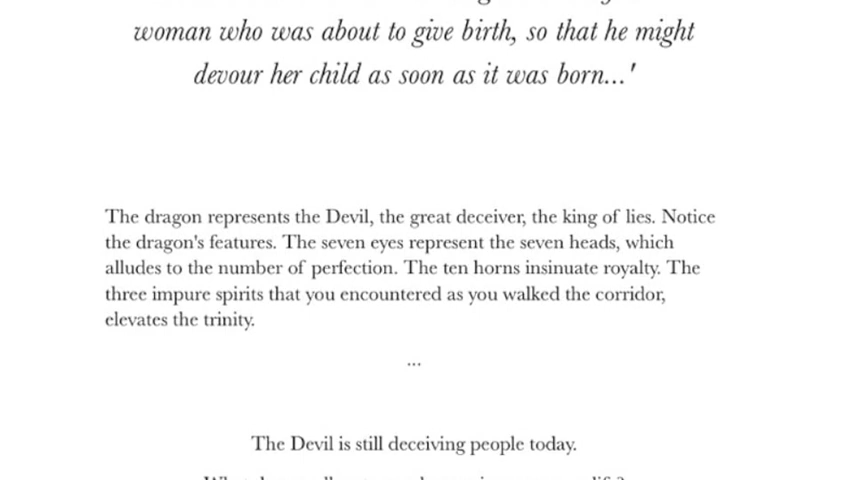 woman who was about to give birth, so that he might
devour her child as soon as it was born...'
The dragon represents the Devil, the great deceiver, the king of lies. Notice
the dragon's features. The seven eyes represent the seven heads, which
alludes to the number of perfection. The ten horns insinuate royalty. The
three impure spirits that you encountered as you walked the corridor,
elevates the trinity.
...
The Devil is still deceiving people today.